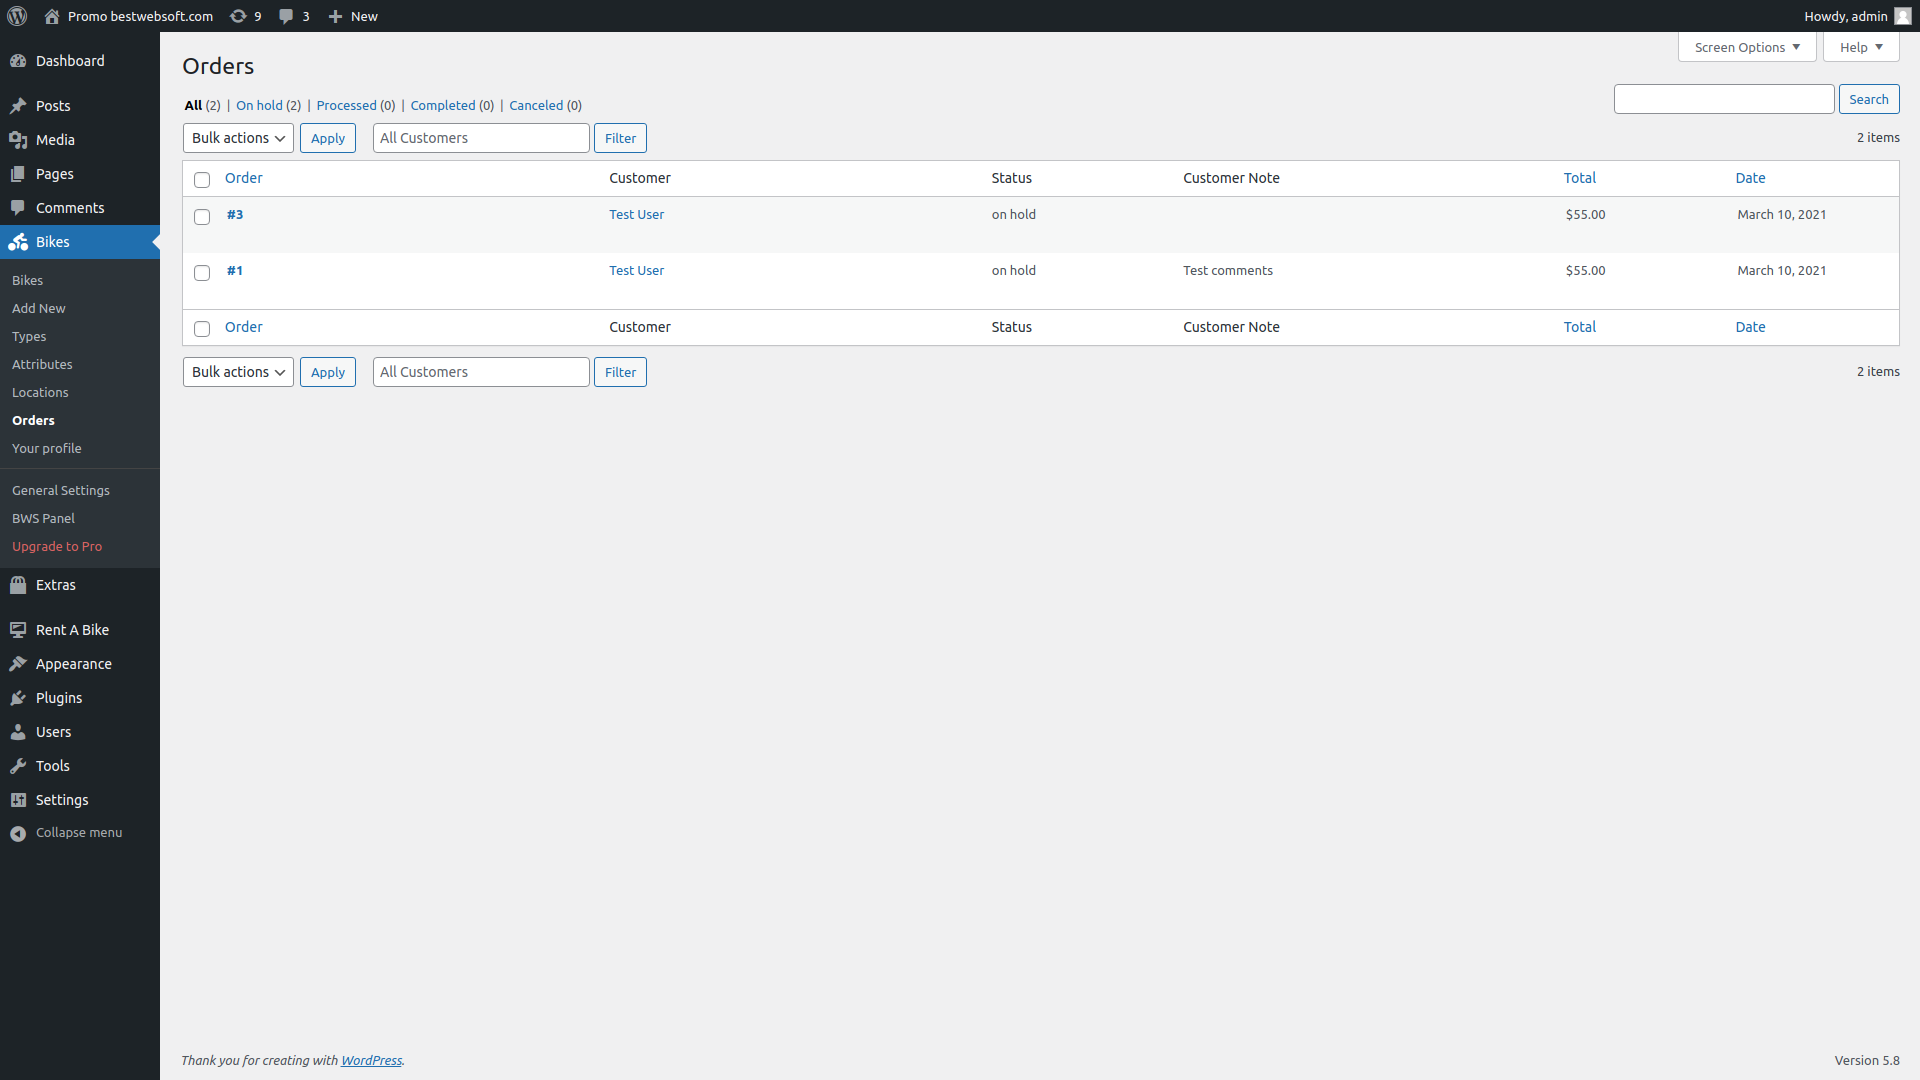 Promo bestwebsoft.com 9 3 New Howdy, admin
Screen Options Help
Dashboard
Posts
Media
Pages
Comments
Bikes
Bikes
Add New
Types
Attributes
Locations
Orders
Your profile
General Settings
BWS Panel
Upgrade to Pro
Extras
Rent A Bike
Appearance
Plugins
Users
Tools
Settings
Collapse menu
Orders
All (2) | On hold (2) | Processed (0) | Completed (0) | Canceled (0)
Search
Bulk actions Apply All Customers Filter 2 items
Order Customer Status Customer Note Total Date
#3 Test User on hold $55.00 March 10, 2021
#1 Test User on hold Test comments $55.00 March 10, 2021
Order Customer Status Customer Note Total Date
Bulk actions Apply All Customers Filter 2 items
Thank you for creating with WordPress. Version 5.8